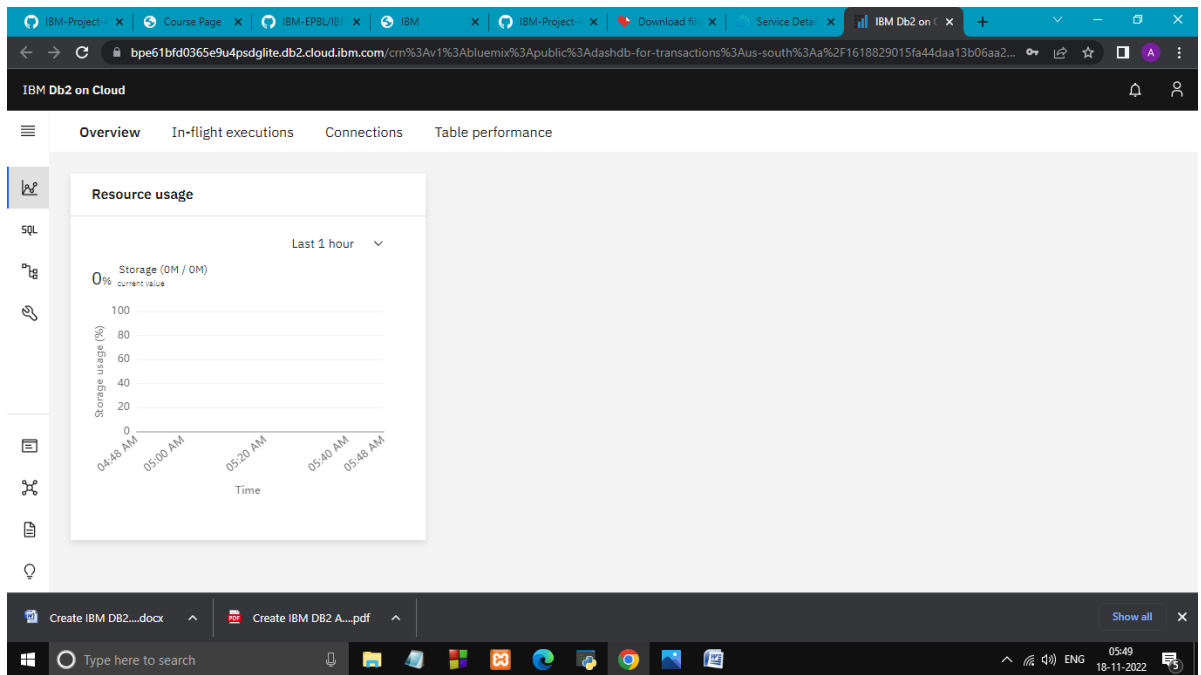 IBM-Project- Course Page IBM-EPBL/IB IBM IBM-Project- Download file Service Detail IBM Db2 on C
bpe61bfd0365e9u4psdglite.db2.cloud.ibm.com/crn%3Av1%3Abluemix%3Apublic%3Adashdb-for-transactions%3Aus-south%3Aa%2F1618829015fa44daa13b06aa2... A
IBM Db2 on Cloud
Overview In-flight executions Connections Table performance
Resource usage
SQL
Last 1 hour
0% Storage (0M / 0M)
current value
Storage usage (%)
100
80
60
40
20
0
04:48 AM 05:00 AM 05:20 AM 05:40 AM 05:48 AM
Time
Create IBM DB2....docx PDF Create IBM DB2 A....pdf Show all
Type here to search ENG 05:49
18-11-2022 5